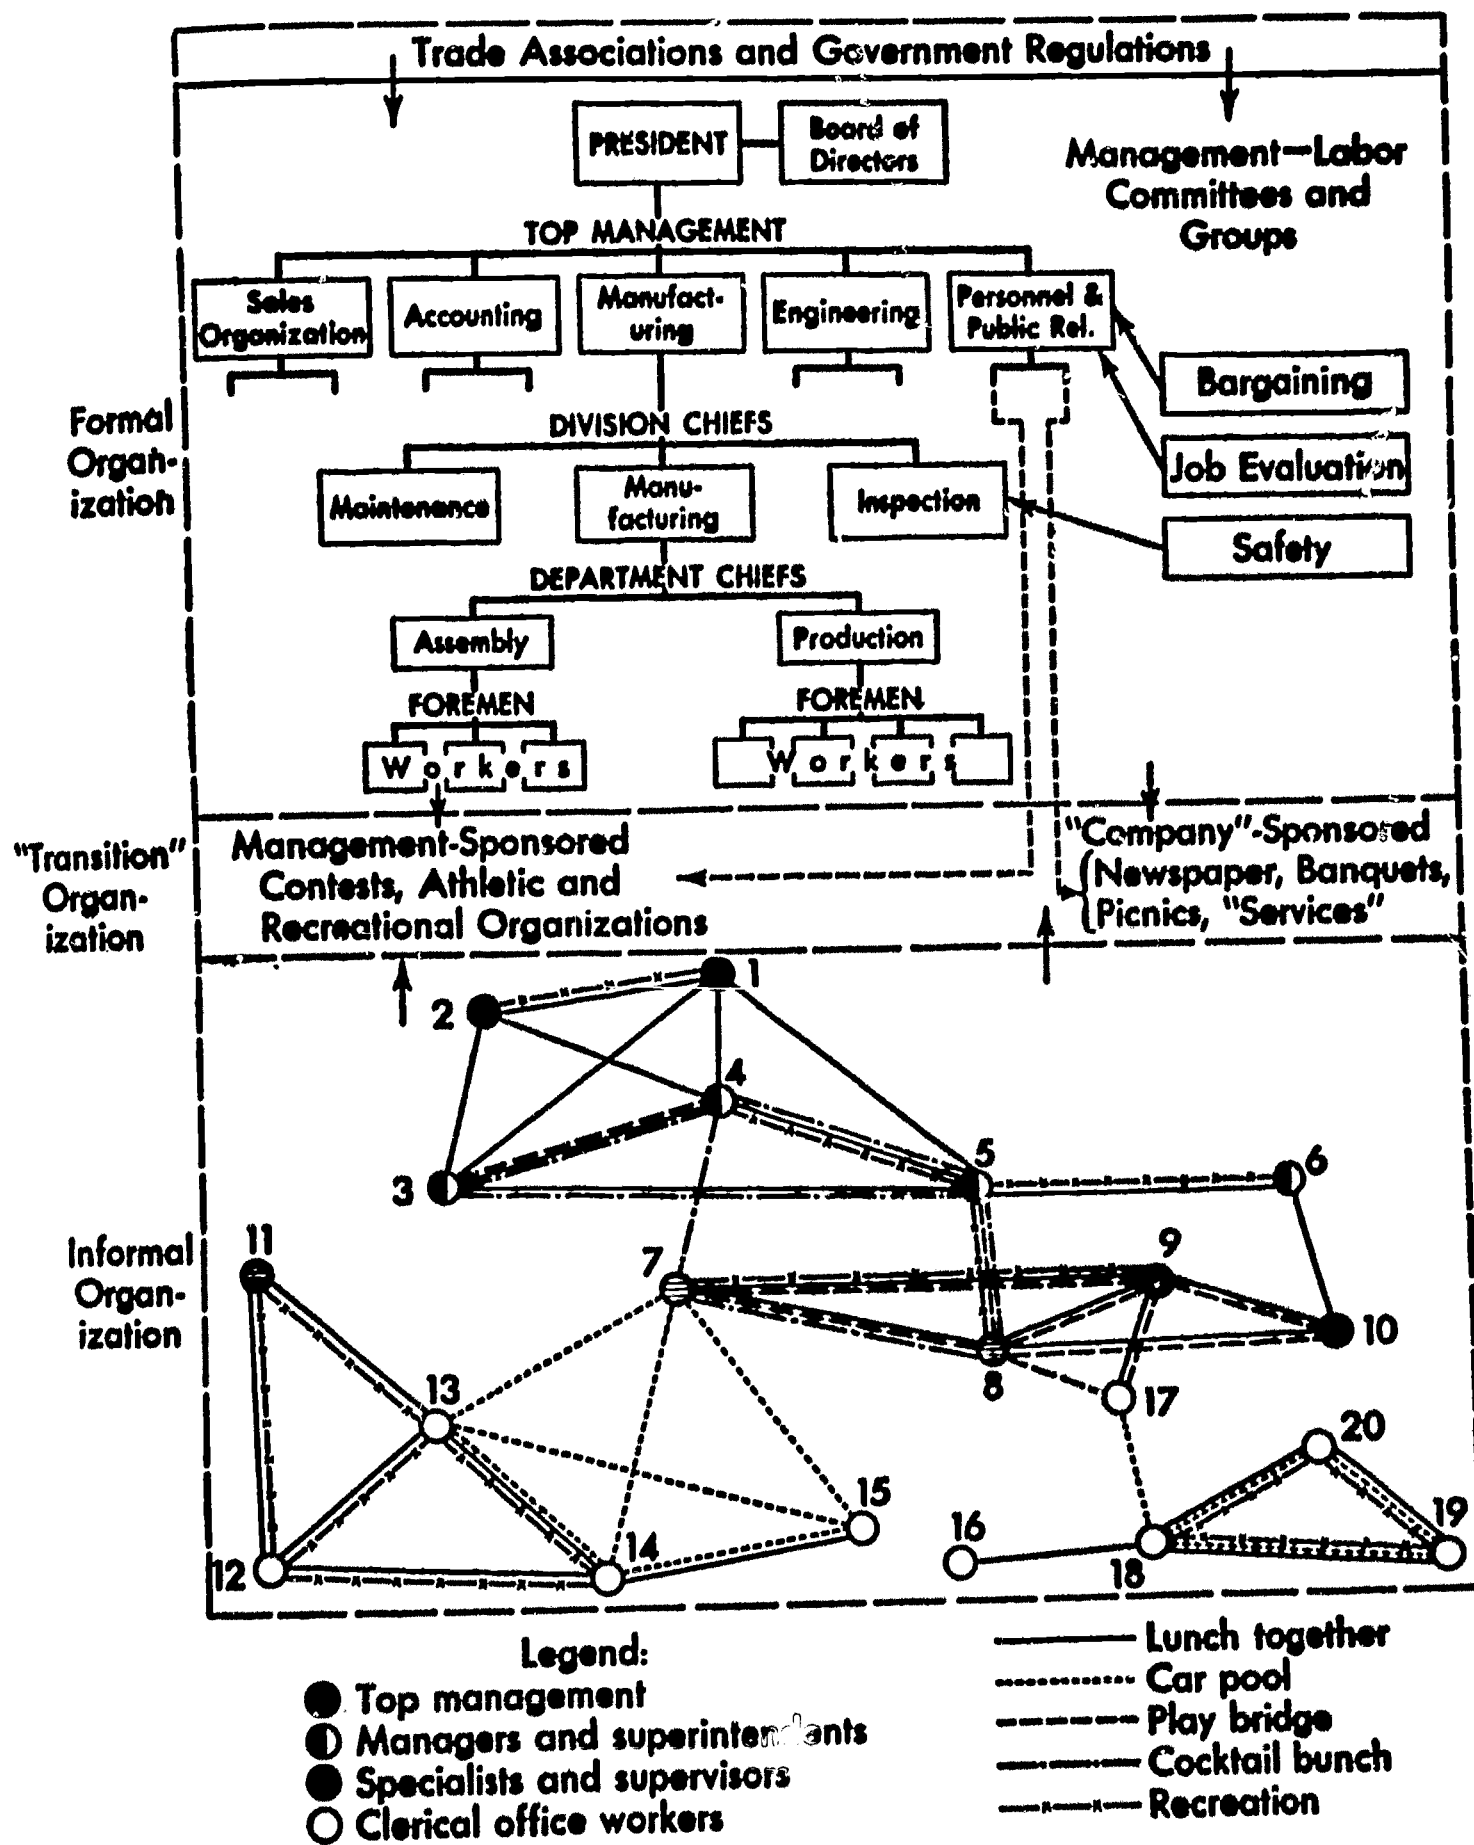 Trade Associations and Government Regulations
PRESIDENT
Board of
Directors
Management—Labor
Committees and
Groups
TOP MANAGEMENT
Sales
Organization
Accounting
Manufact-
uring
Engineering
Personnel &
Public Rel.
Bargaining
Job Evaluation
Safety
Formal
Organ-
ization
DIVISION CHIEFS
Maintenance
Manu-
facturing
Inspection
DEPARTMENT CHIEFS
Assembly
Production
FOREMEN
FOREMEN
Workers
Workers
"Transition"
Organ-
ization
Management-Sponsored
Contests, Athletic and
Recreational Organizations
"Company"-Sponsored
Newspaper, Banquets,
Picnics, "Services"
Informal
Organ-
ization
1
2
3
4
5
6
7
8
9
10
11
12
13
14
15
16
17
18
19
20
Legend:
Top management
Managers and superintendents
Specialists and supervisors
Clerical office workers
Lunch together
Car pool
Play bridge
Cocktail bunch
Recreation